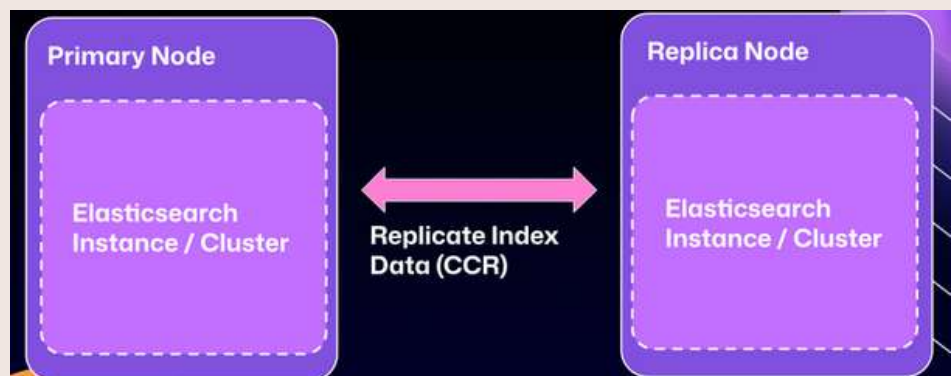 Primary Node
Elasticsearch
Instance / Cluster
Replicate Index
Data (CCR)
Replica Node
Elasticsearch
Instance / Cluster